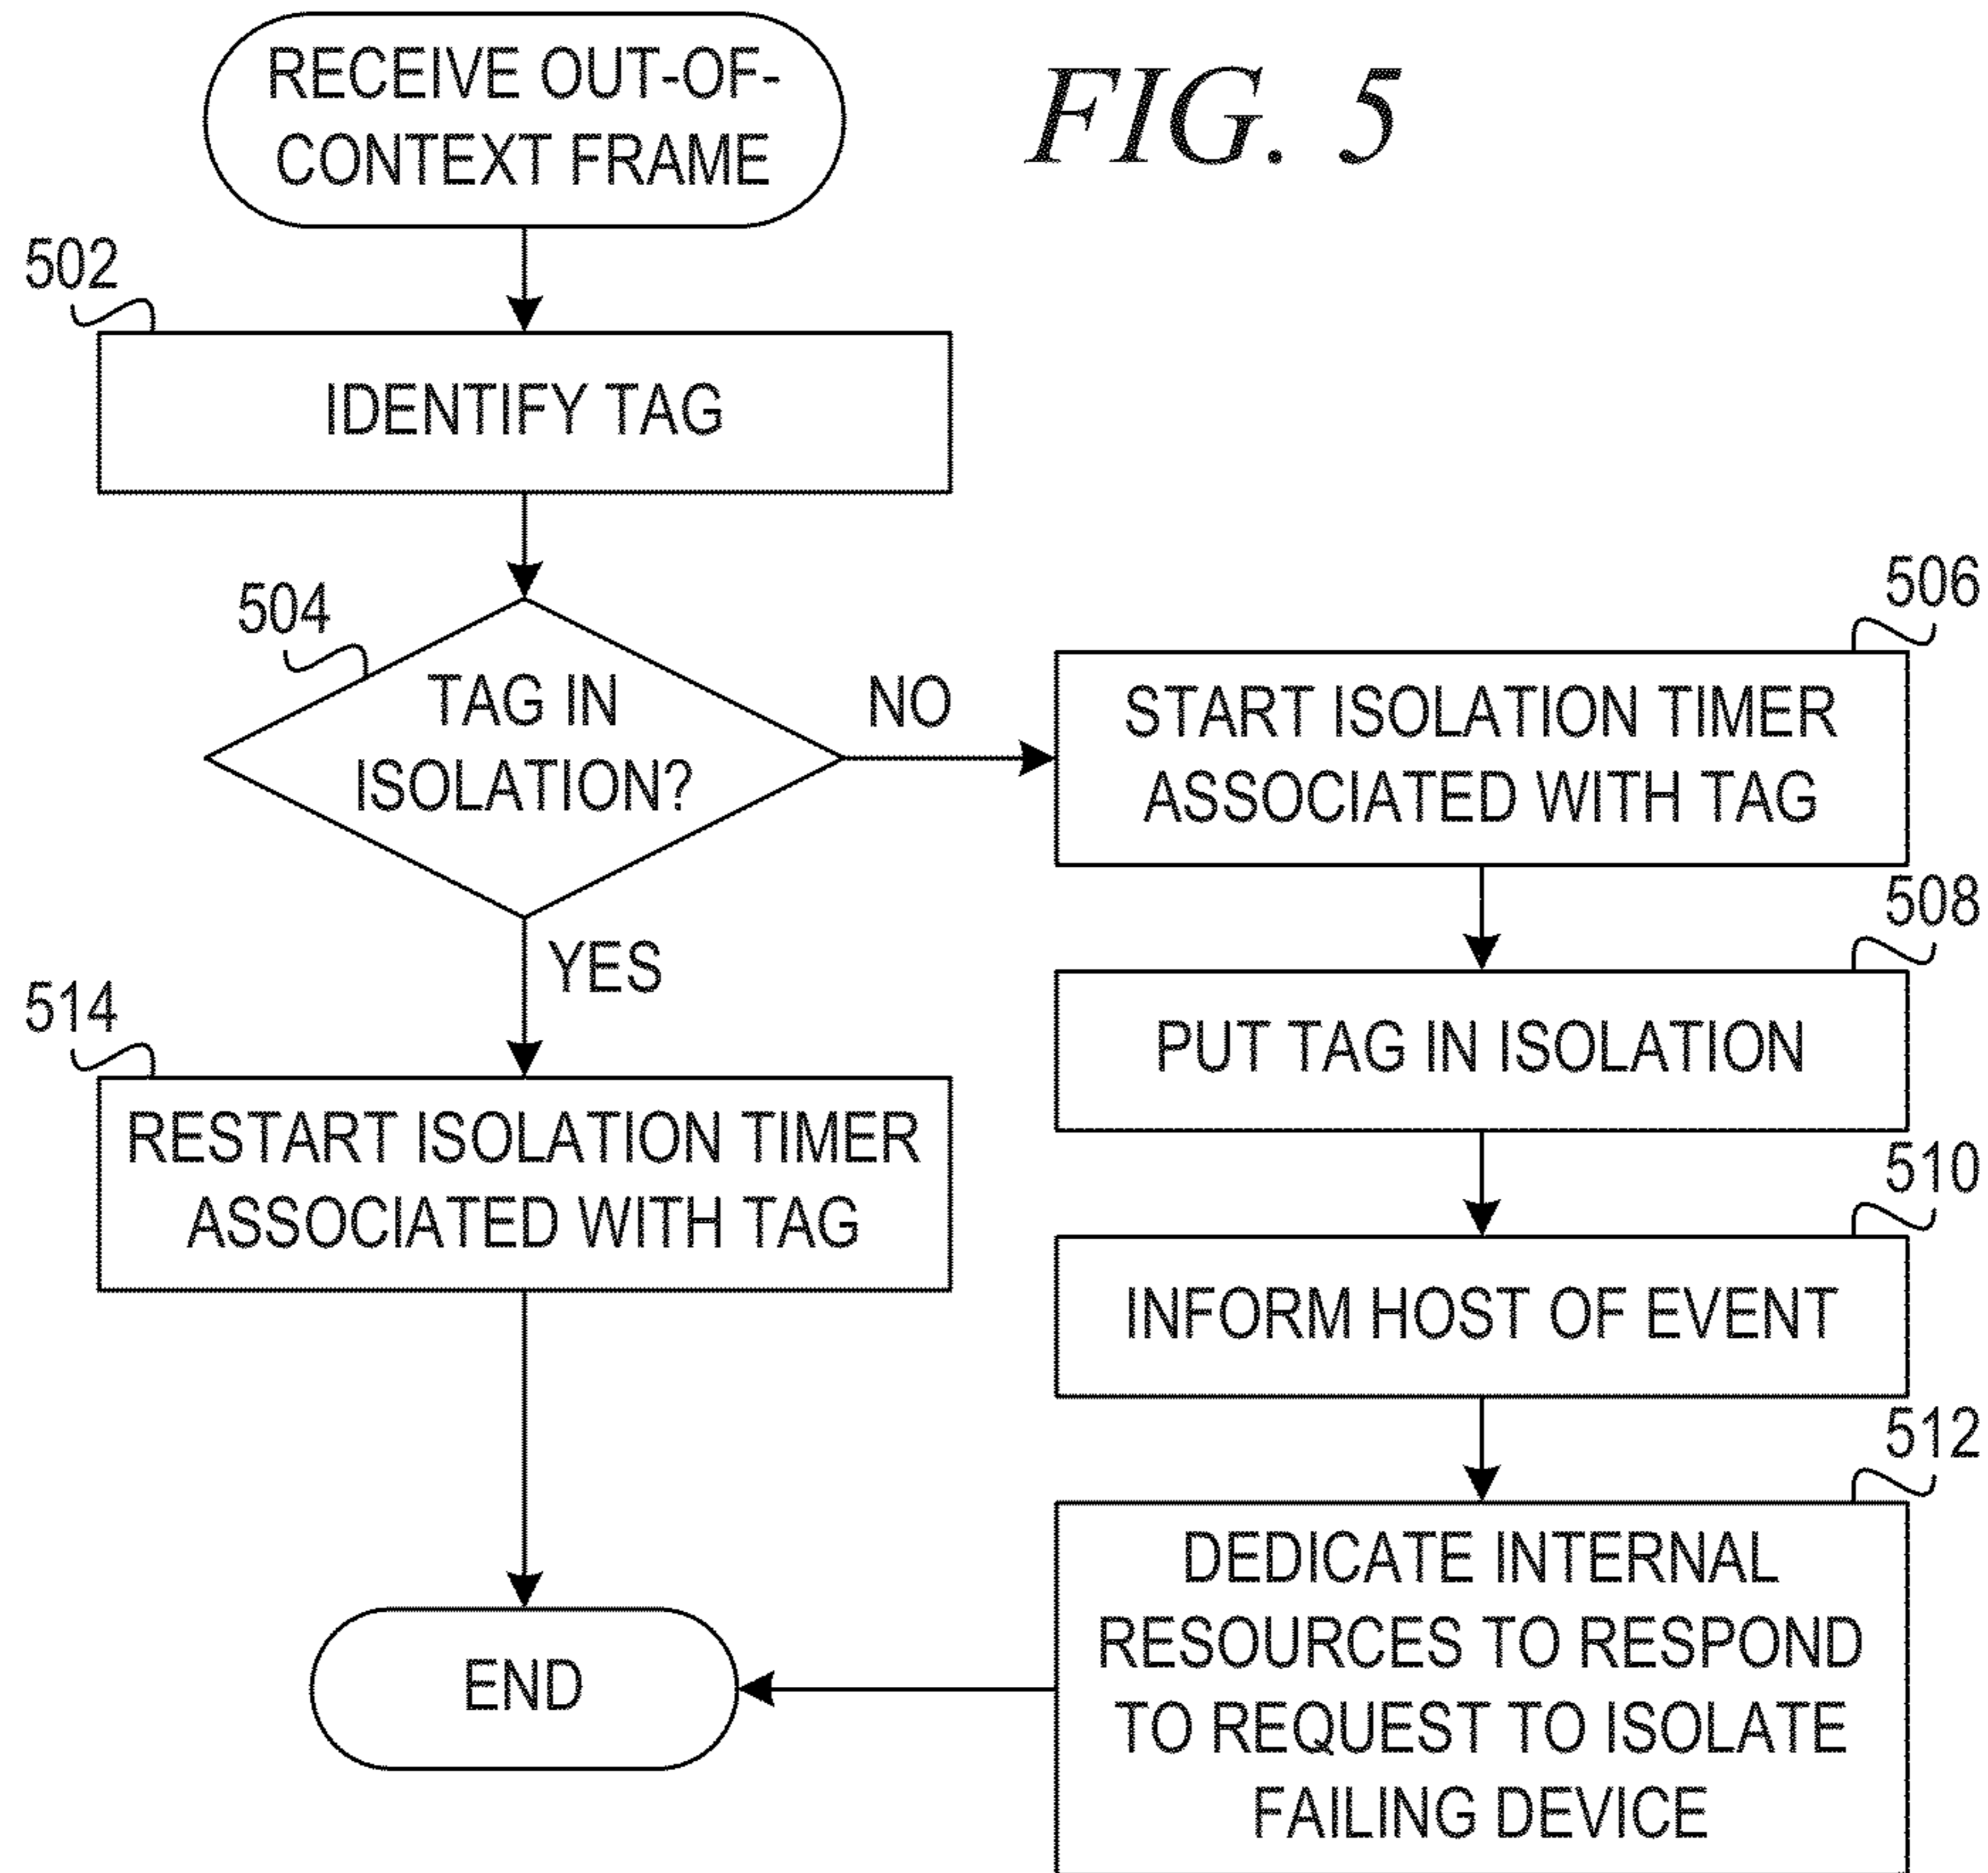 RECEIVE OUT-OF-
CONTEXT FRAME
FIG. 5
502
IDENTIFY TAG
504
TAG IN
ISOLATION?
NO
YES
506
START ISOLATION TIMER
ASSOCIATED WITH TAG
508
PUT TAG IN ISOLATION
510
INFORM HOST OF EVENT
512
DEDICATE INTERNAL
RESOURCES TO RESPOND
TO REQUEST TO ISOLATE
FAILING DEVICE
514
RESTART ISOLATION TIMER
ASSOCIATED WITH TAG
END